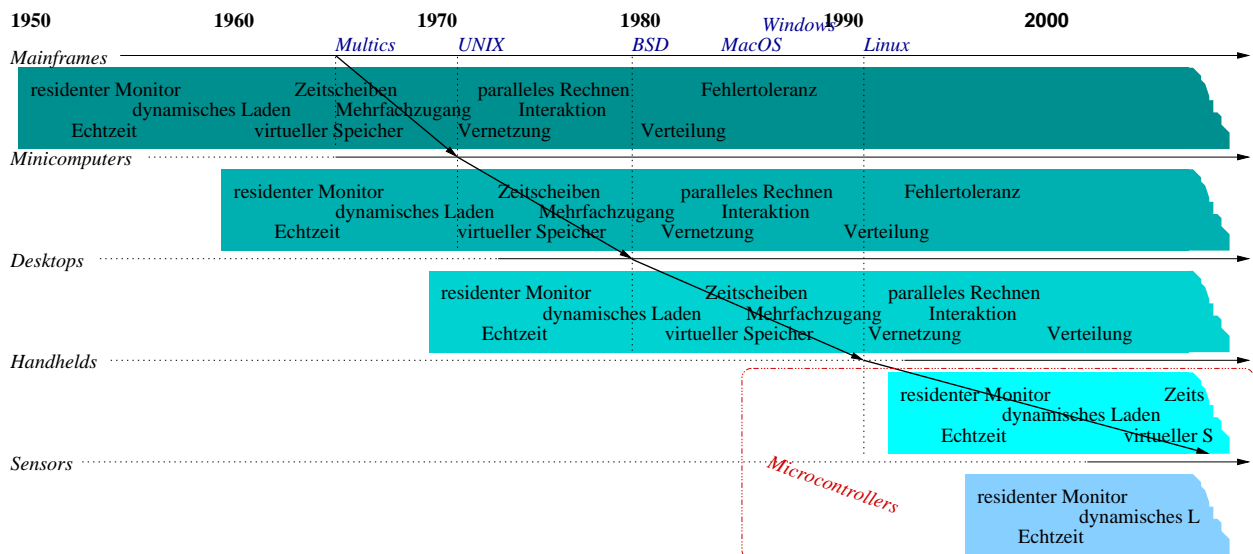 1950 1960 1970 1980 1990 2000
Windows
Multics UNIX BSD MacOS Linux
Mainframes
residenter Monitor Zeitscheiben paralleles Rechnen Fehlertoleranz
dynamisches Laden Mehrfachzugang Interaktion
Echtzeit virtueller Speicher Vernetzung Verteilung
Minicomputers
residenter Monitor Zeitscheiben paralleles Rechnen Fehlertoleranz
dynamisches Laden Mehrfachzugang Interaktion
Echtzeit virtueller Speicher Vernetzung Verteilung
Desktops
residenter Monitor Zeitscheiben paralleles Rechnen
dynamisches Laden Mehrfachzugang Interaktion
Echtzeit virtueller Speicher Vernetzung Verteilung
Handhelds
residenter Monitor Zeits
dynamisches Laden
Echtzeit virtueller S
Sensors
Microcontrollers
residenter Monitor
dynamisches L
Echtzeit